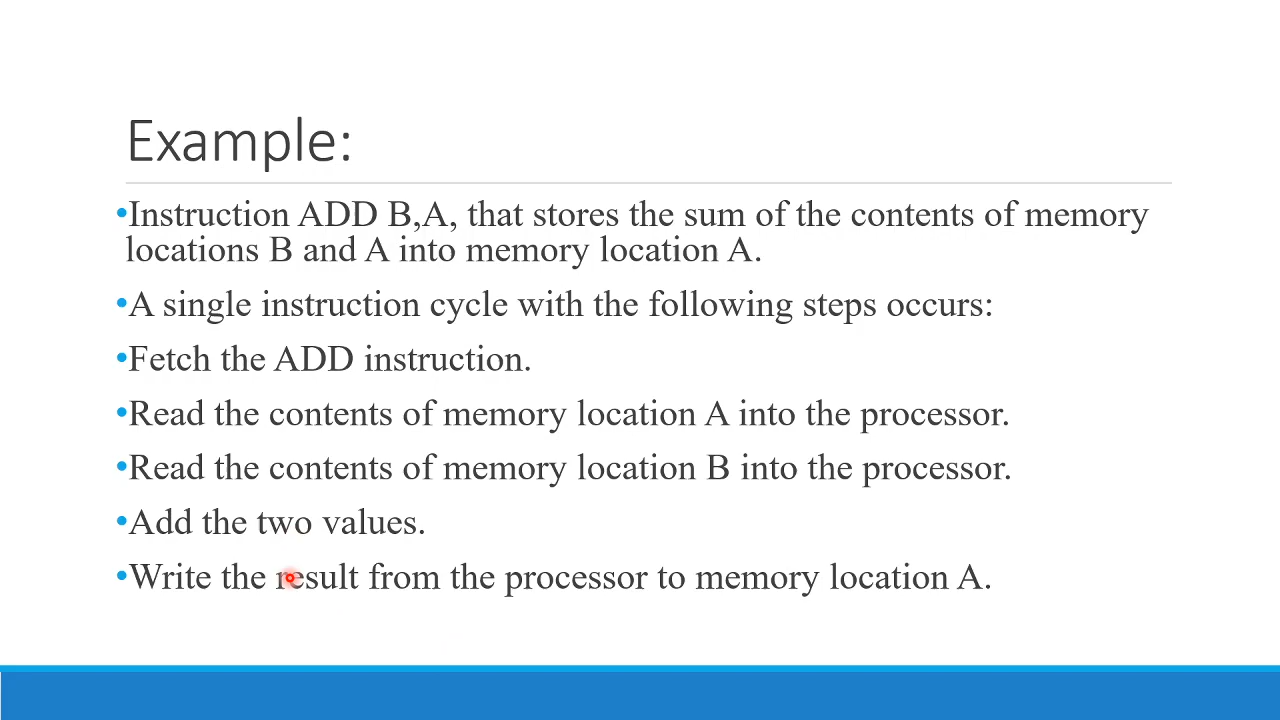 Example:
•Instruction ADD B,A, that stores the sum of the contents of memory
locations B and A into memory location A.
•A single instruction cycle with the following steps occurs:
•Fetch the ADD instruction.
•Read the contents of memory location A into the processor.
•Read the contents of memory location B into the processor.
•Add the two values.
•Write the result from the processor to memory location A.